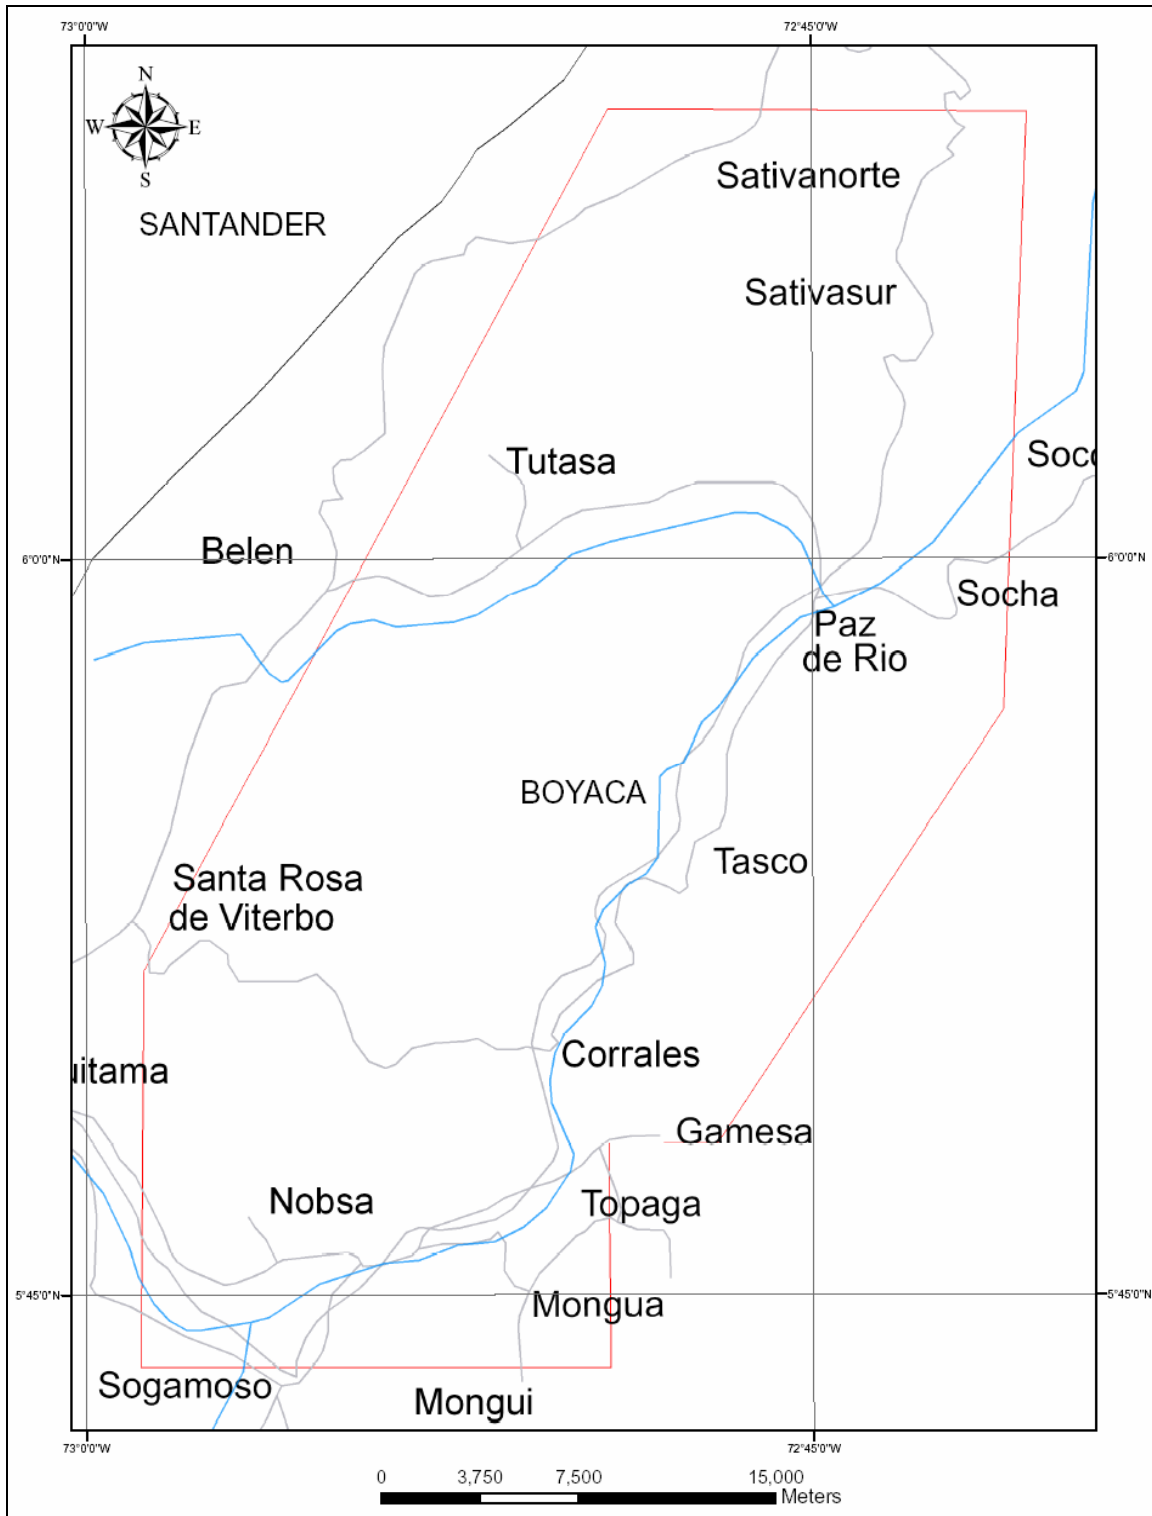 73°0'0"W 72°45'0"W
N
W E
S
Sativanorte
SANTANDER
Sativasur
Tutasa
Soco
Belen
6°0'0"N 6°0'0"N
Socha
Paz
de Rio
BOYACA
Tasco
Santa Rosa
de Viterbo
Corrales
uitama
Gamesa
Nobsa
Topaga
5°45'0"N 5°45'0"N
Mongua
Sogamoso
Mongui
73°0'0"W 72°45'0"W
0 3,750 7,500 15,000
Meters